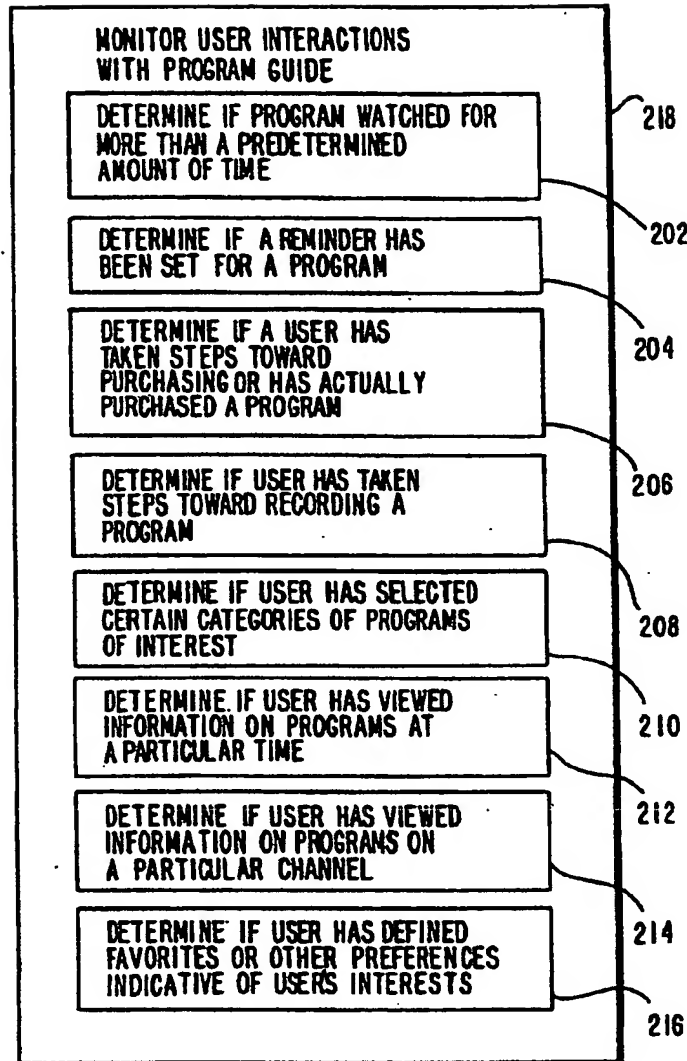 MONITOR USER INTERACTIONS
WITH PROGRAM GUIDE
218
DETERMINE IF PROGRAM WATCHED FOR
MORE THAN A PREDETERMINED
AMOUNT OF TIME
202
DETERMINE IF A REMINDER HAS
BEEN SET FOR A PROGRAM
204
DETERMINE IF A USER HAS
TAKEN STEPS TOWARD
PURCHASING OR HAS ACTUALLY
PURCHASED A PROGRAM
206
DETERMINE IF USER HAS TAKEN
STEPS TOWARD RECORDING A
PROGRAM
208
DETERMINE IF USER HAS SELECTED
CERTAIN CATEGORIES OF PROGRAMS
OF INTEREST
210
DETERMINE IF USER HAS VIEWED
INFORMATION ON PROGRAMS AT
A PARTICULAR TIME
212
DETERMINE IF USER HAS VIEWED
INFORMATION ON PROGRAMS ON
A PARTICULAR CHANNEL
214
DETERMINE IF USER HAS DEFINED
FAVORITES OR OTHER PREFERENCES
INDICATIVE OF USERS INTERESTS
216